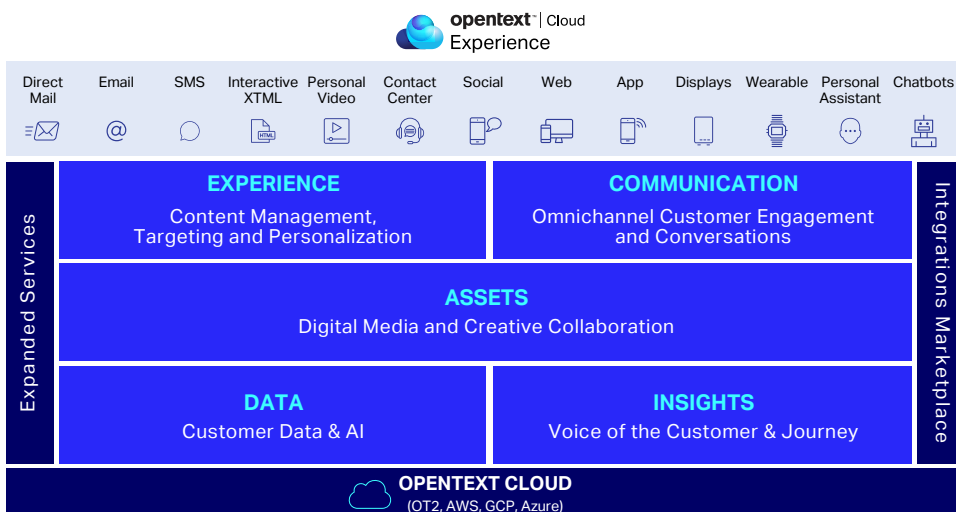 opentext™ | Cloud
Experience
Direct
Mail
Email
SMS
Interactive
XTML
Personal
Video
Contact
Center
Social
Web
App
Displays
Wearable
Personal
Assistant
Chatbots
HTML
Expanded Services
EXPERIENCE
Content Management,
Targeting and Personalization
COMMUNICATION
Omnichannel Customer Engagement
and Conversations
ASSETS
Digital Media and Creative Collaboration
DATA
Customer Data & AI
INSIGHTS
Voice of the Customer & Journey
Integrations Marketplace
OPENTEXT CLOUD
(OT2, AWS, GCP, Azure)